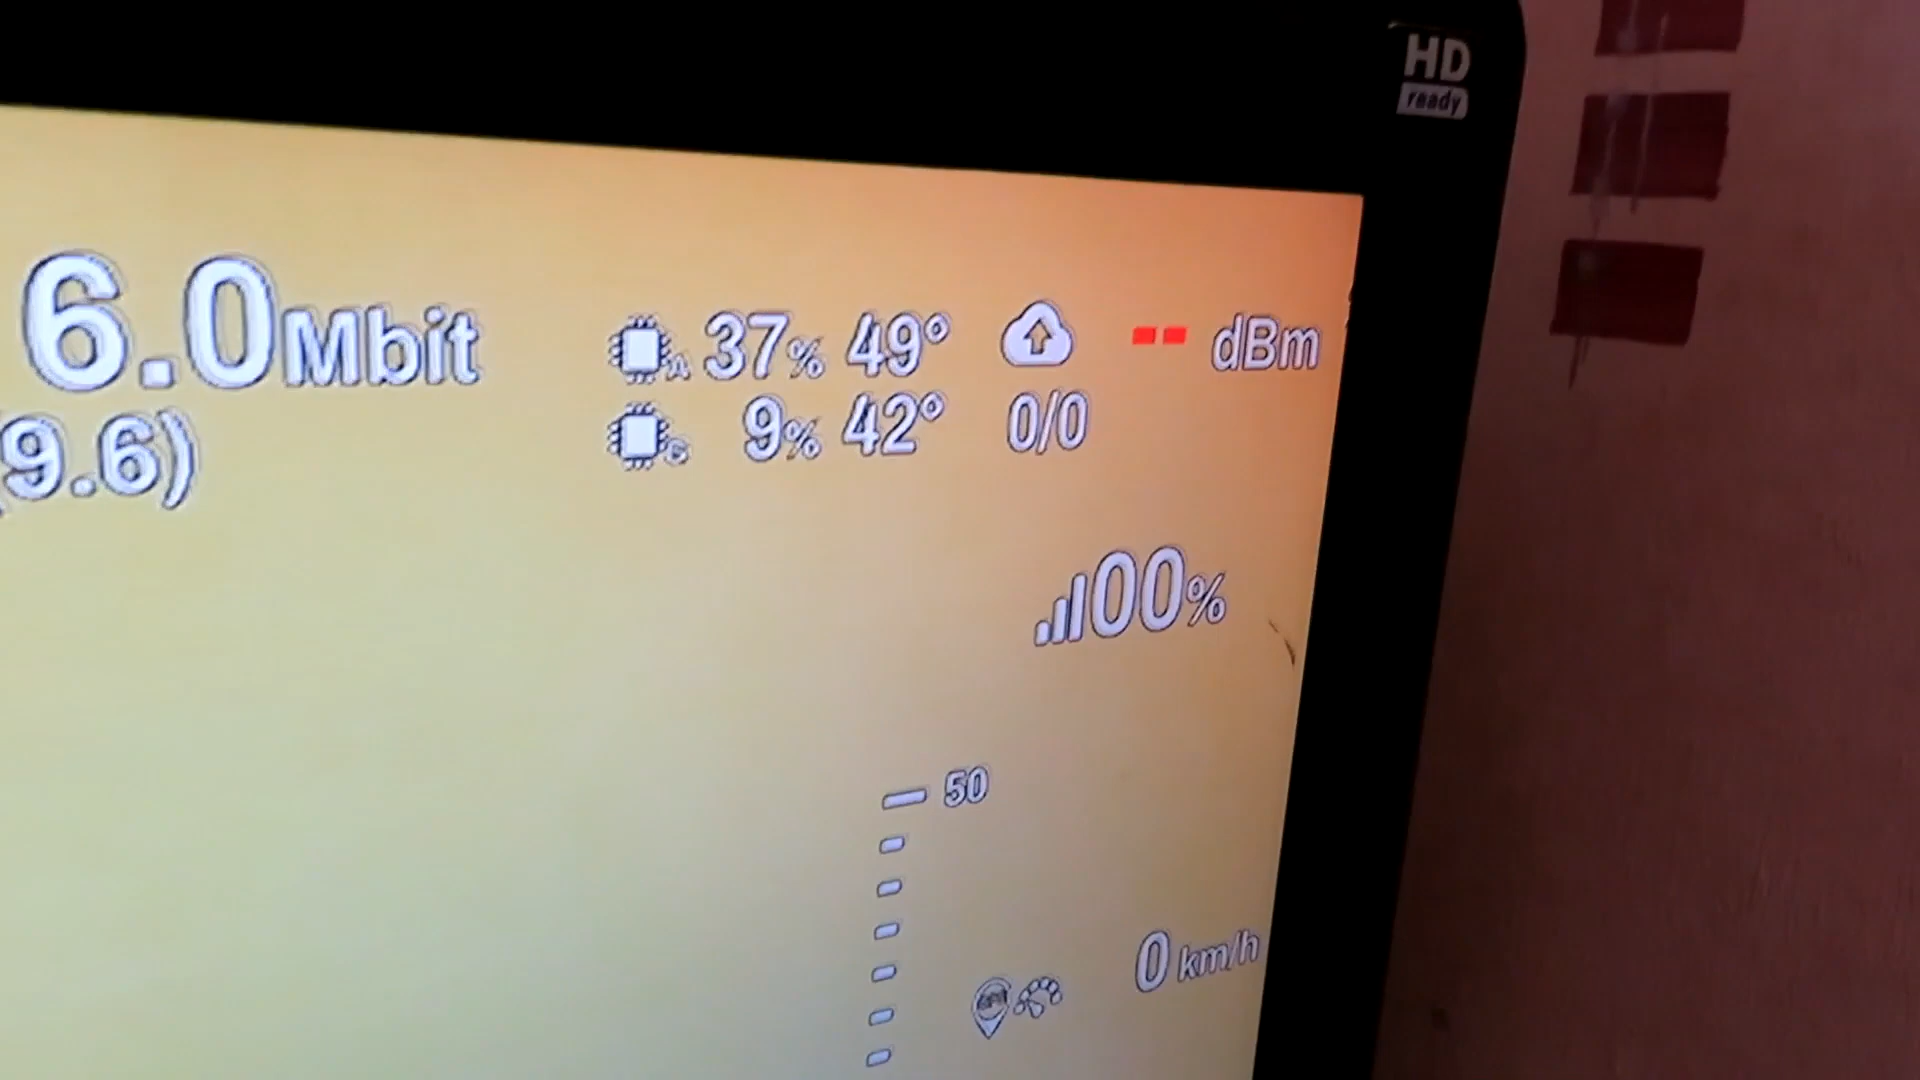 HD
ready
6.0Mbit
(9.6)
A 37% 49°
G 9% 42°
0/0
-- dBm
00%
50
0 km/h